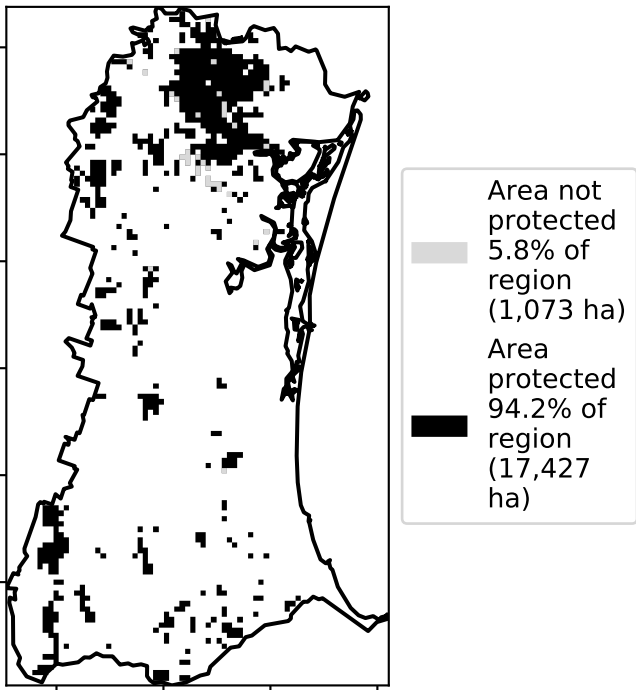 Area not
protected
5.8% of
region
(1,073 ha)
Area
protected
94.2% of
region
(17,427
ha)